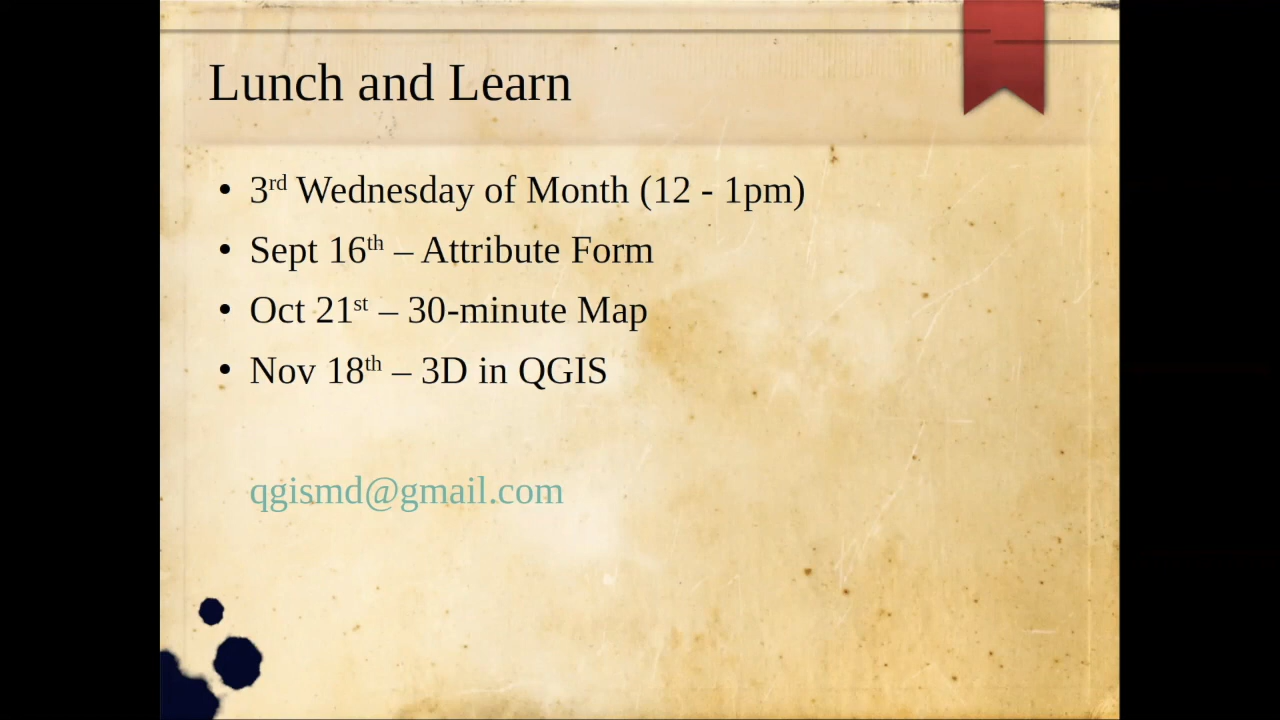 Lunch and Learn
• 3rd Wednesday of Month (12 - 1pm)
• Sept 16th – Attribute Form
• Oct 21st – 30-minute Map
• Nov 18th – 3D in QGIS
qgismd@gmail.com